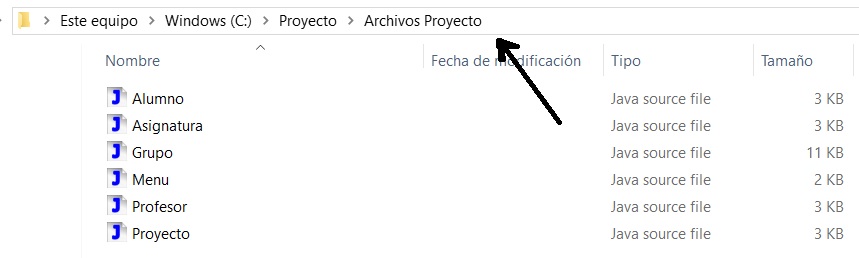 Este equipo > Windows (C:) > Proyecto > Archivos Proyecto
Nombre Fecha de modificación Tipo Tamaño
Alumno Java source file 3 KB
Asignatura Java source file 3 KB
Grupo Java source file 11 KB
Menu Java source file 2 KB
Profesor Java source file 3 KB
Proyecto Java source file 3 KB